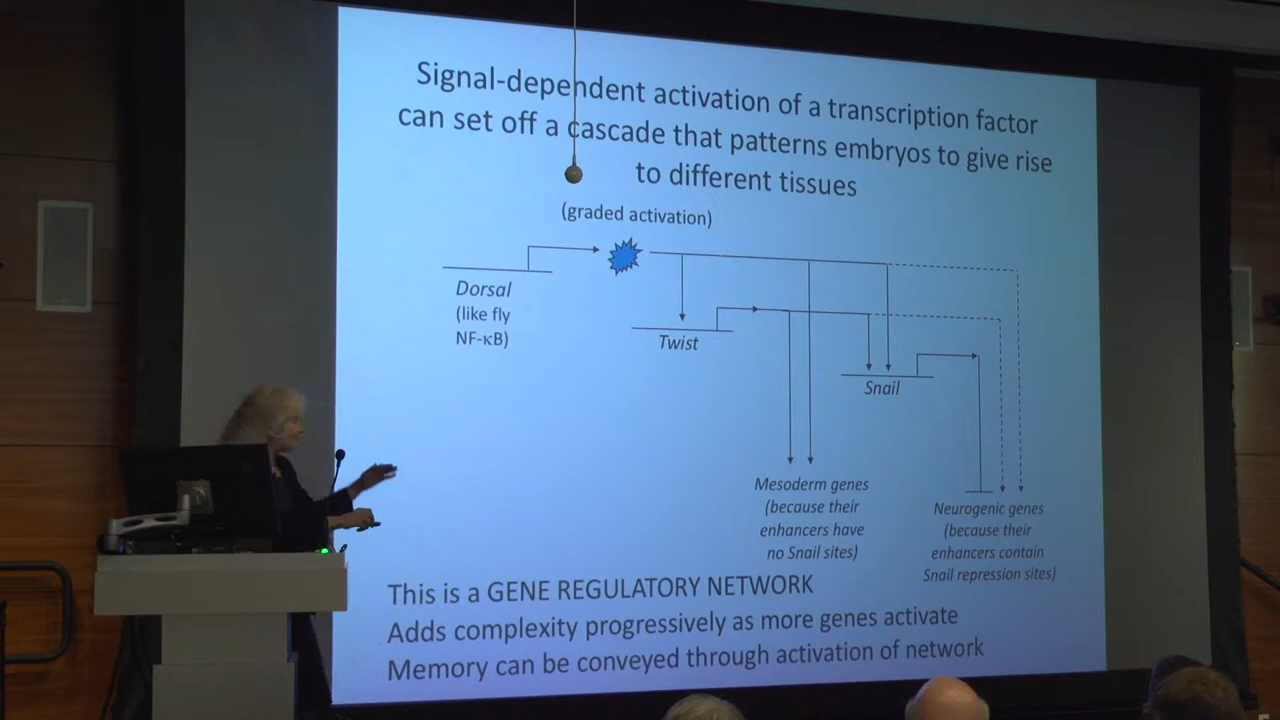 Signal-dependent activation of a transcription factor
can set off a cascade that patterns embryos to give rise
to different tissues
(graded activation)
Dorsal
(like fly
NF-κB)
Twist
Snail
Mesoderm genes
(because their
enhancers have
no Snail sites)
Neurogenic genes
(because their
enhancers contain
Snail repression sites)
This is a GENE REGULATORY NETWORK
Adds complexity progressively as more genes activate
Memory can be conveyed through activation of network